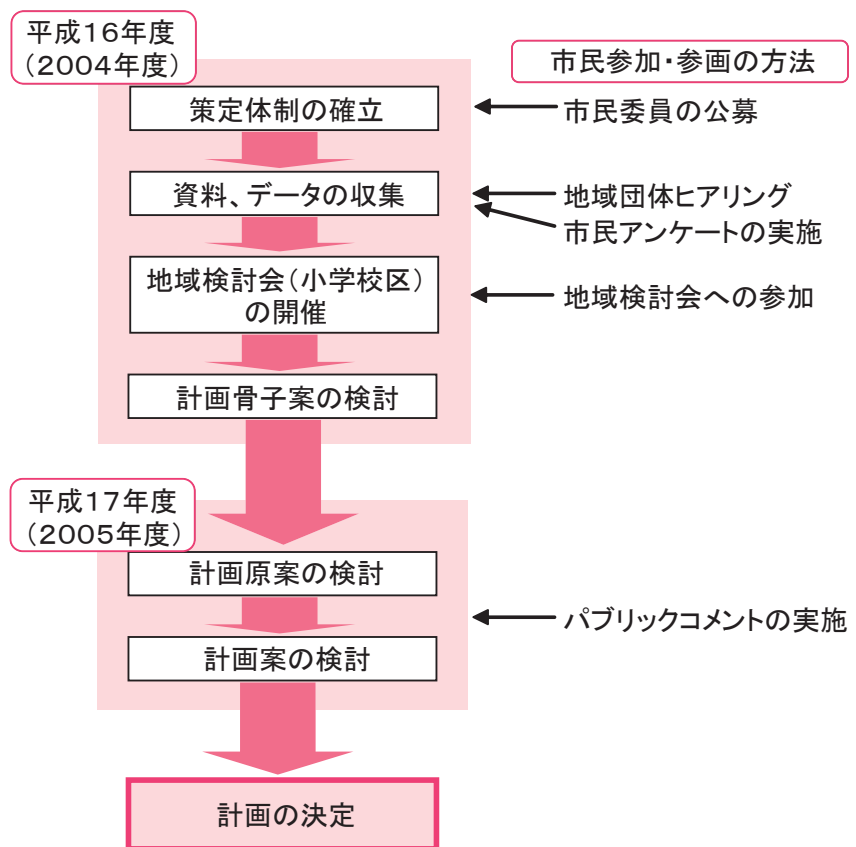 平成16年度
（2004年度）
市民参加・参画の方法
策定体制の確立
市民委員の公募
資料、データの収集
地域団体ヒアリング
市民アンケートの実施
地域検討会（小学校区）
の開催
地域検討会への参加
計画骨子案の検討
平成17年度
（2005年度）
計画原案の検討
パブリックコメントの実施
計画案の検討
計画の決定